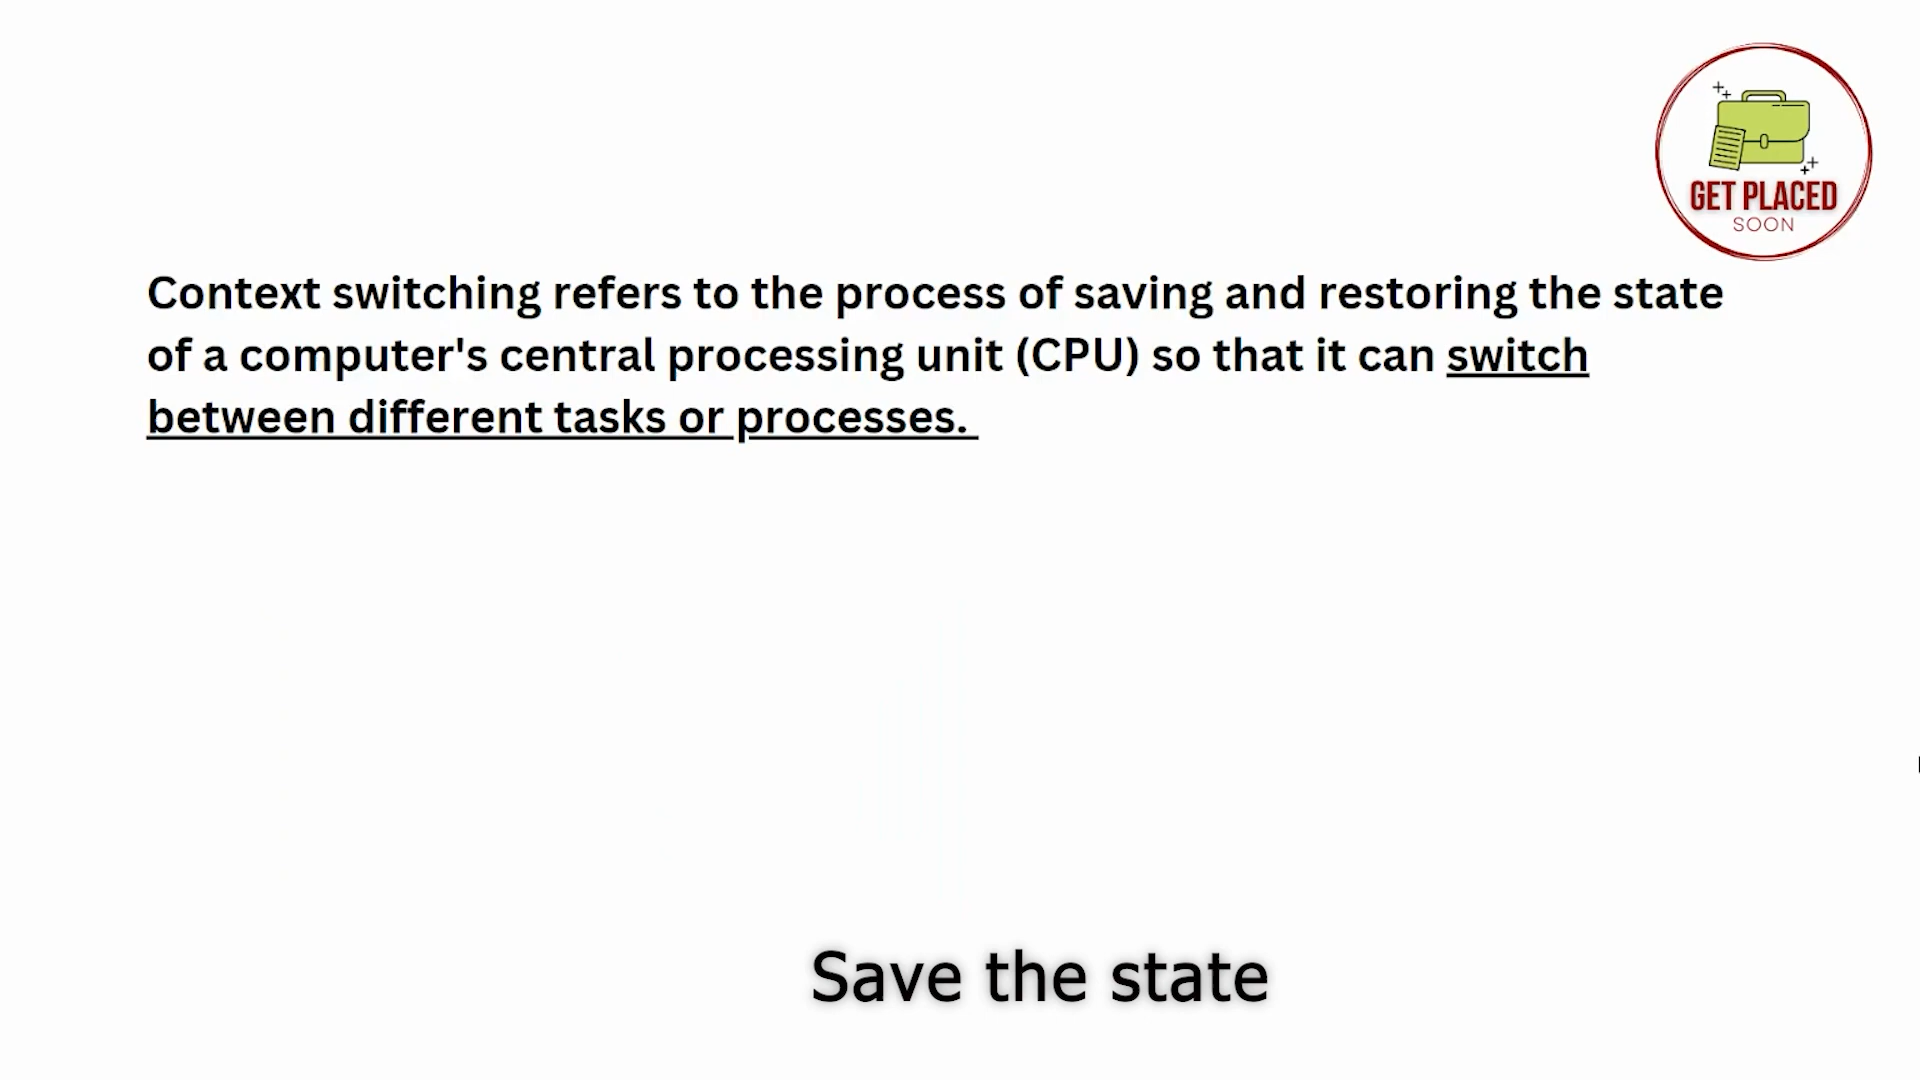 GET PLACED
SOON
Context switching refers to the process of saving and restoring the state
of a computer's central processing unit (CPU) so that it can switch
between different tasks or processes.
Save the state